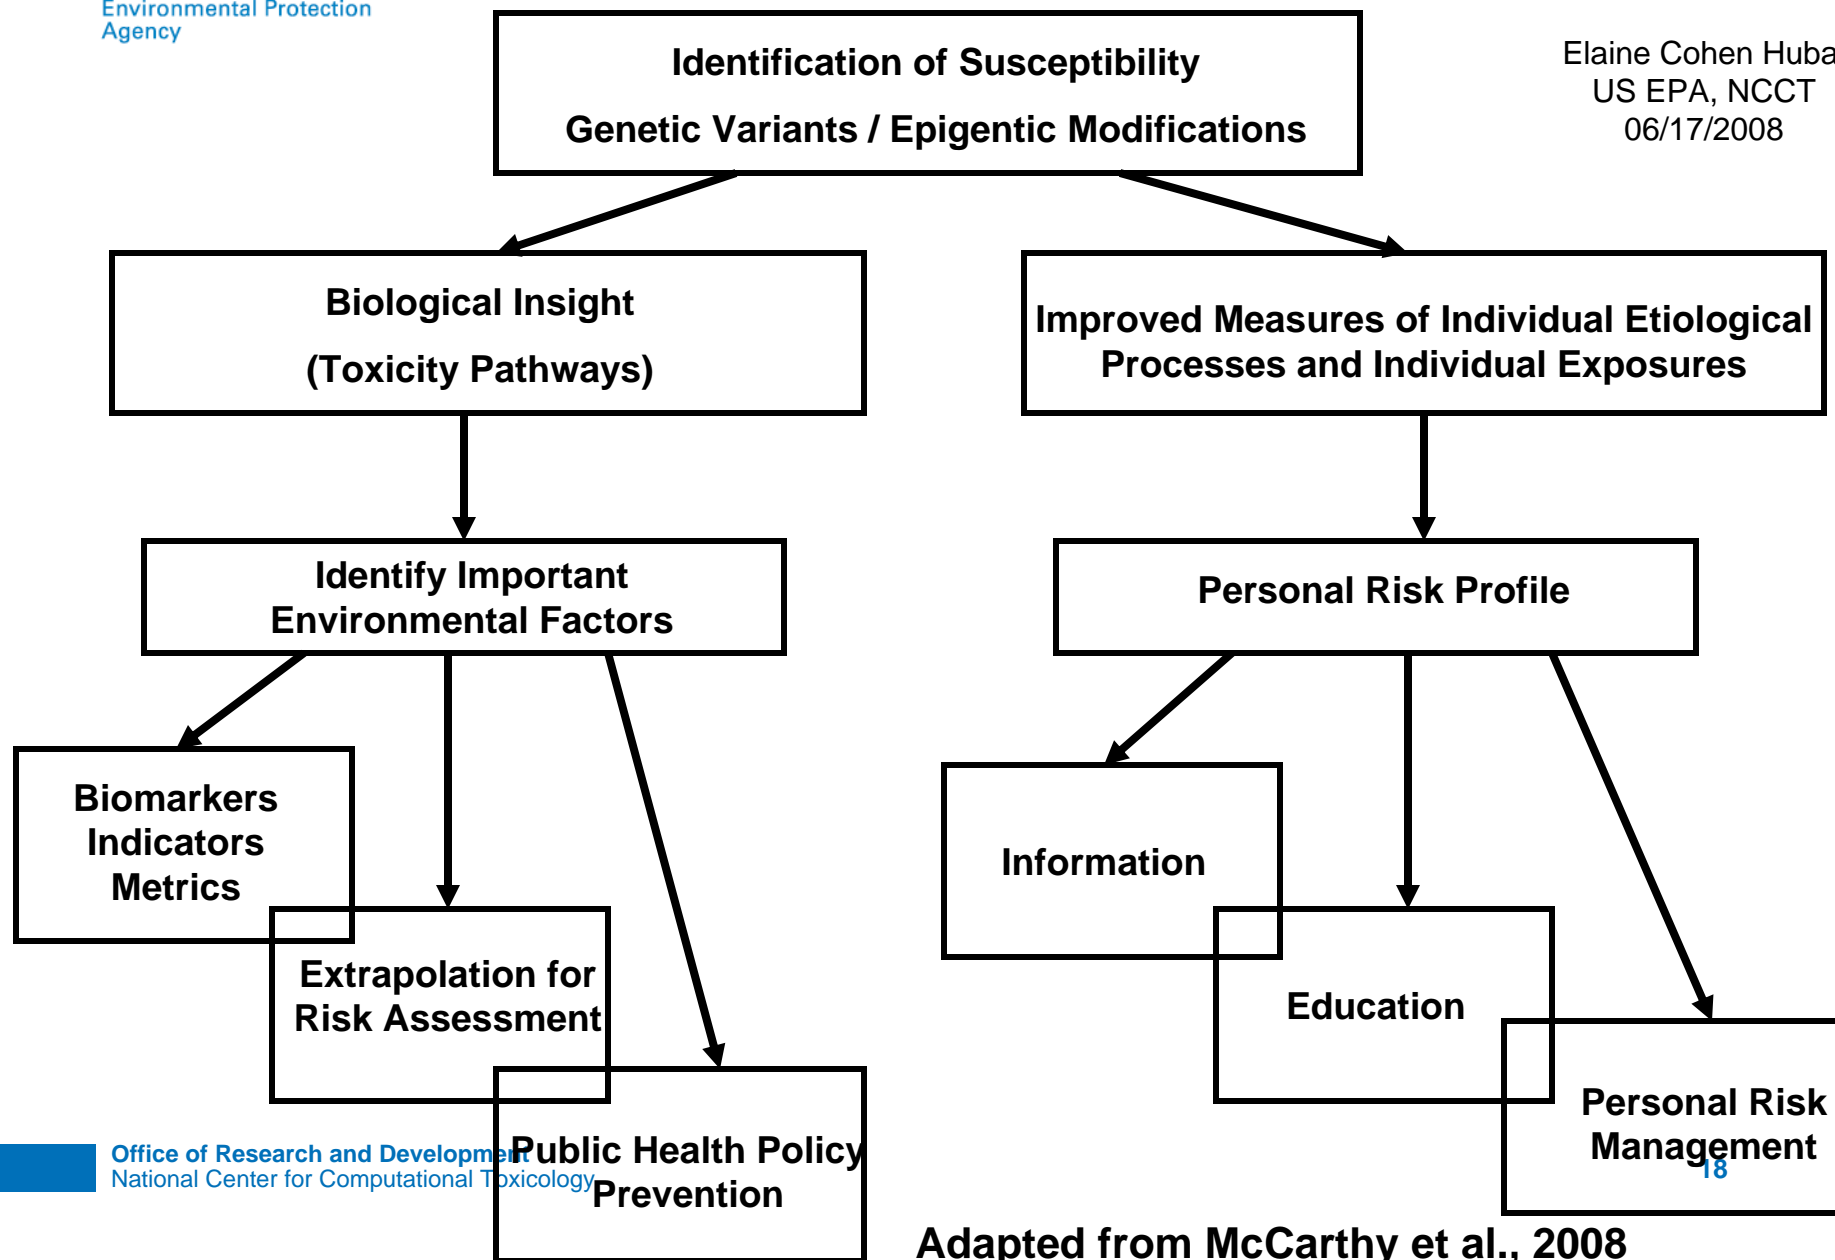 Environmental Protection
Agency
Elaine Cohen Huba
US EPA, NCCT
06/17/2008
Identification of Susceptibility
Genetic Variants / Epigentic Modifications
Biological Insight
(Toxicity Pathways)
Improved Measures of Individual Etiological
Processes and Individual Exposures
Identify Important
Environmental Factors
Personal Risk Profile
Biomarkers
Indicators
Metrics
Extrapolation for
Risk Assessment
Public Health Policy
Prevention
Information
Education
Personal Risk
Management
Office of Research and Development
National Center for Computational Toxicology
18
Adapted from McCarthy et al., 2008